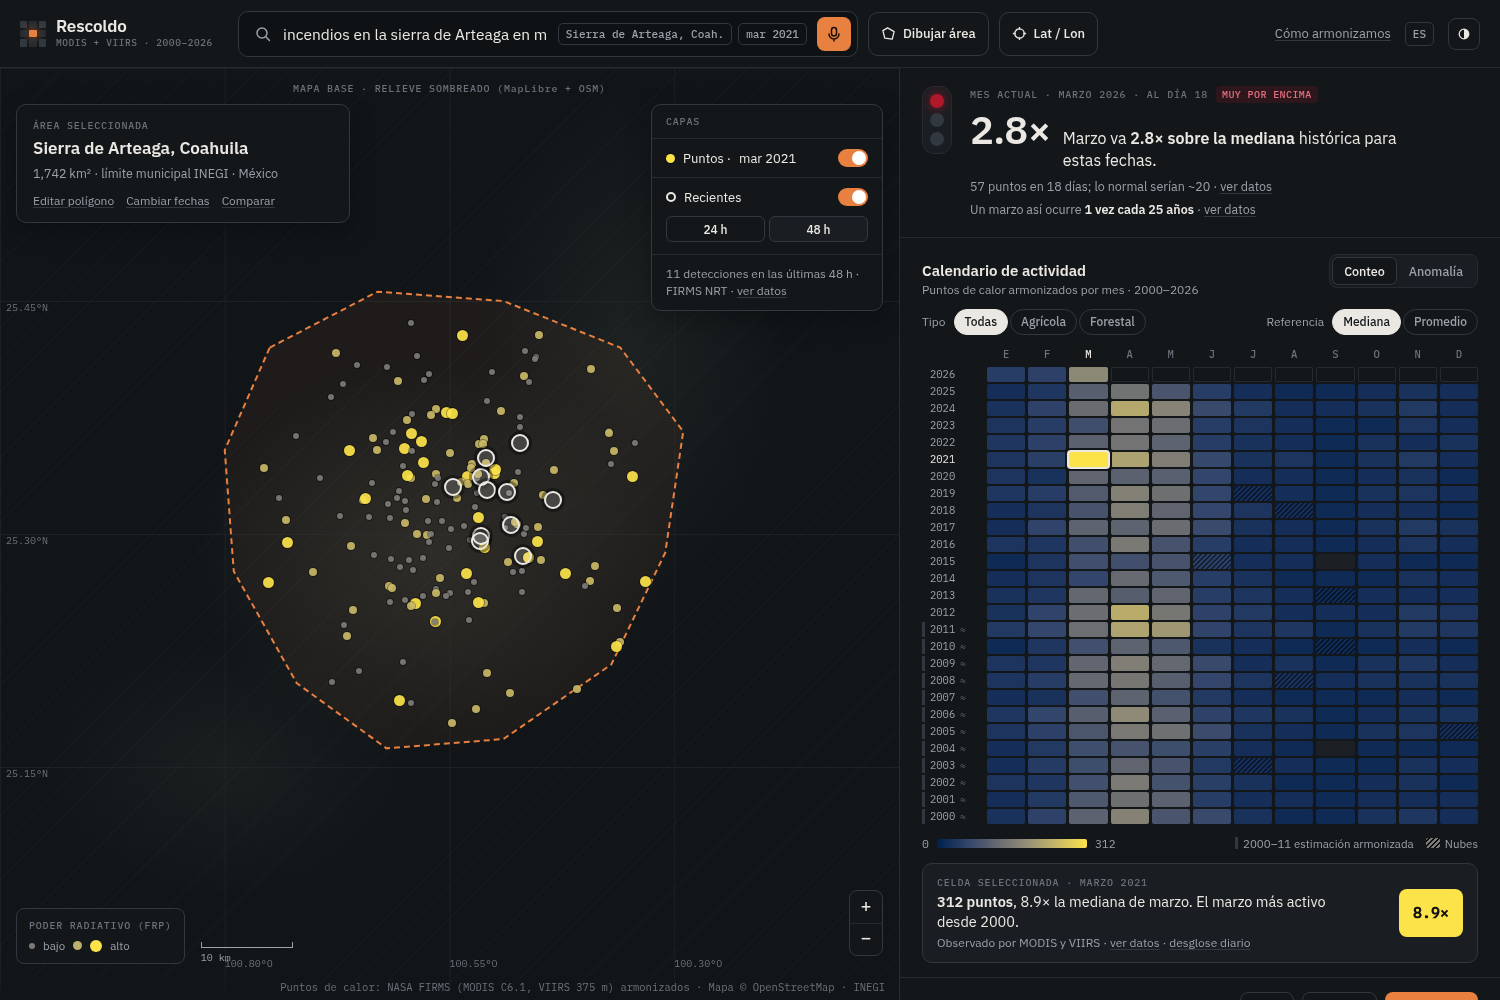 Rescoldo
MODIS + VIIRS · 2000–2026
incendios en la sierra de Arteaga en m
Sierra de Arteaga, Coah.
mar 2021
Dibujar área
Lat / Lon
Cómo armonizamos
ES
MAPA BASE · RELIEVE SOMBREADO (MapLibre + OSM)
ÁREA SELECCIONADA
Sierra de Arteaga, Coahuila
1,742 km² · límite municipal INEGI · México
Editar polígono Cambiar fechas Comparar
CAPAS
Puntos · mar 2021
Recientes
24 h 48 h
11 detecciones en las últimas 48 h ·
FIRMS NRT · ver datos
25.45°N
25.30°N
25.15°N
PODER RADIATIVO (FRP)
bajo alto
10 km
100.80°O
100.55°O
100.30°O
+
−
Puntos de calor: NASA FIRMS (MODIS C6.1, VIIRS 375 m) armonizados · Mapa © OpenStreetMap · INEGI
MES ACTUAL · MARZO 2026 · AL DÍA 18 MUY POR ENCIMA
2.8× Marzo va 2.8× sobre la mediana histórica para
estas fechas.
57 puntos en 18 días; lo normal serían ~20 · ver datos
Un marzo así ocurre 1 vez cada 25 años · ver datos
Calendario de actividad
Puntos de calor armonizados por mes · 2000–2026
Conteo Anomalía
Tipo Todas Agrícola Forestal
Referencia Mediana Promedio
E F M A M J J A S O N D
2026
2025
2024
2023
2022
2021
2020
2019
2018
2017
2016
2015
2014
2013
2012
2011 ≈
2010 ≈
2009 ≈
2008 ≈
2007 ≈
2006 ≈
2005 ≈
2004 ≈
2003 ≈
2002 ≈
2001 ≈
2000 ≈
0 312
2000–11 estimación armonizada
Nubes
CELDA SELECCIONADA · MARZO 2021
312 puntos, 8.9× la mediana de marzo. El marzo más activo
desde 2000.
Observado por MODIS y VIIRS · ver datos · desglose diario
8.9×